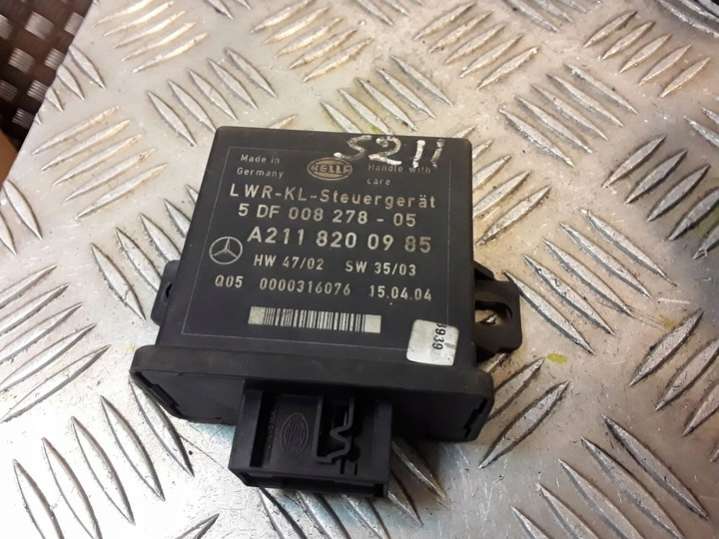 S211
Made in Germany
HELLA
Handle with care
LWR-KL-Steuergerät
5 DF 008 278 - 05
A211 820 09 85
HW 47/02 SW 35/03
Q05 0000316076 15.04.04
3939